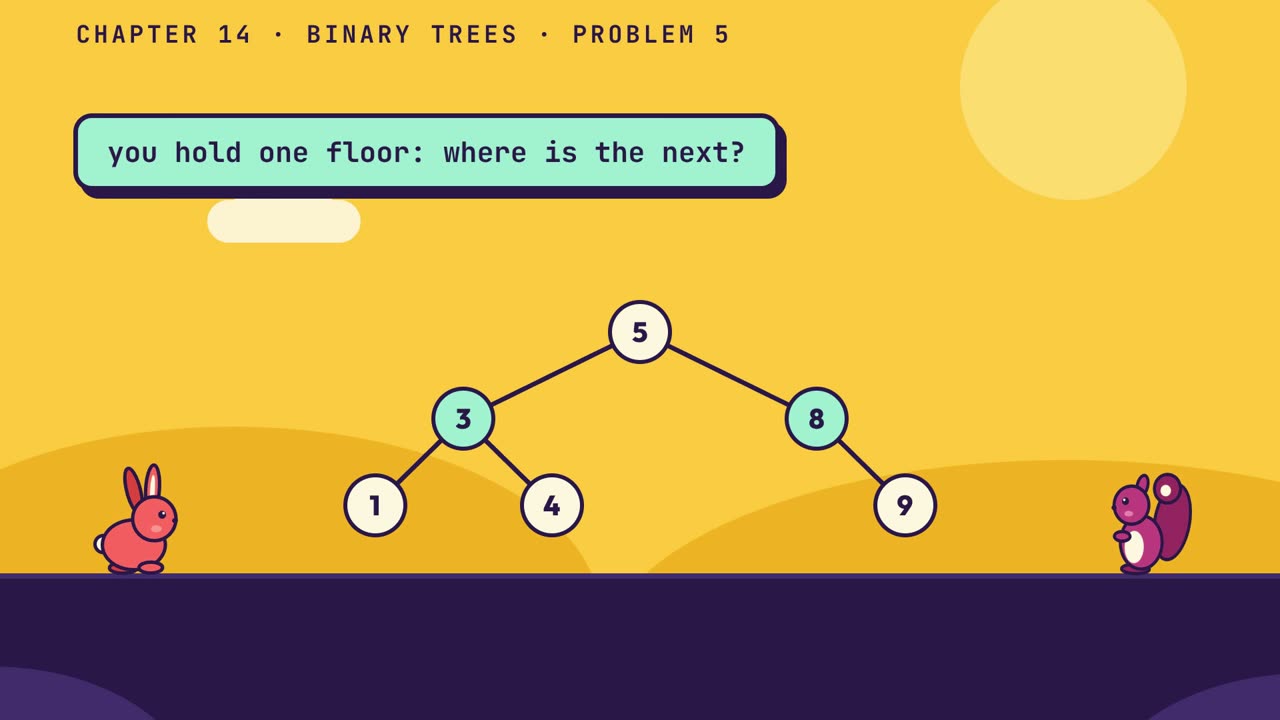 CHAPTER 14 · BINARY TREES · PROBLEM 5
you hold one floor: where is the next?
5
3 8
1 4 9